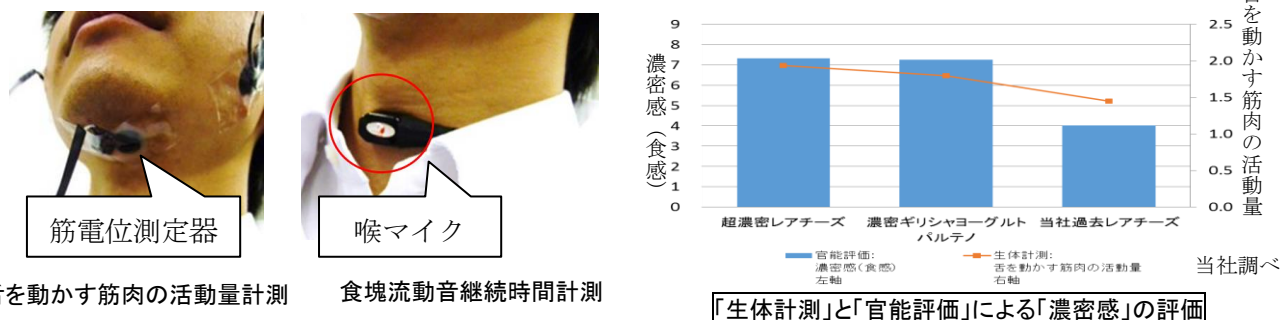 筋電位測定器
舌を動かす筋肉の活動量計測
喉マイク
食塊流動音継続時間計測
濃密感（食感）
9
8
7
6
5
4
3
2
1
0
2.5
2.0
1.5
1.0
0.5
0.0
舌を動かす筋肉の活動量
超濃密レアチーズ
濃密ギリシャヨーグルト
パルテノ
当社過去レアチーズ
官能評価:
濃密感(食感)
左軸
生体計測:
舌を動かす筋肉の活動量
右軸
当社調べ
「生体計測」と「官能評価」による「濃密感」の評価